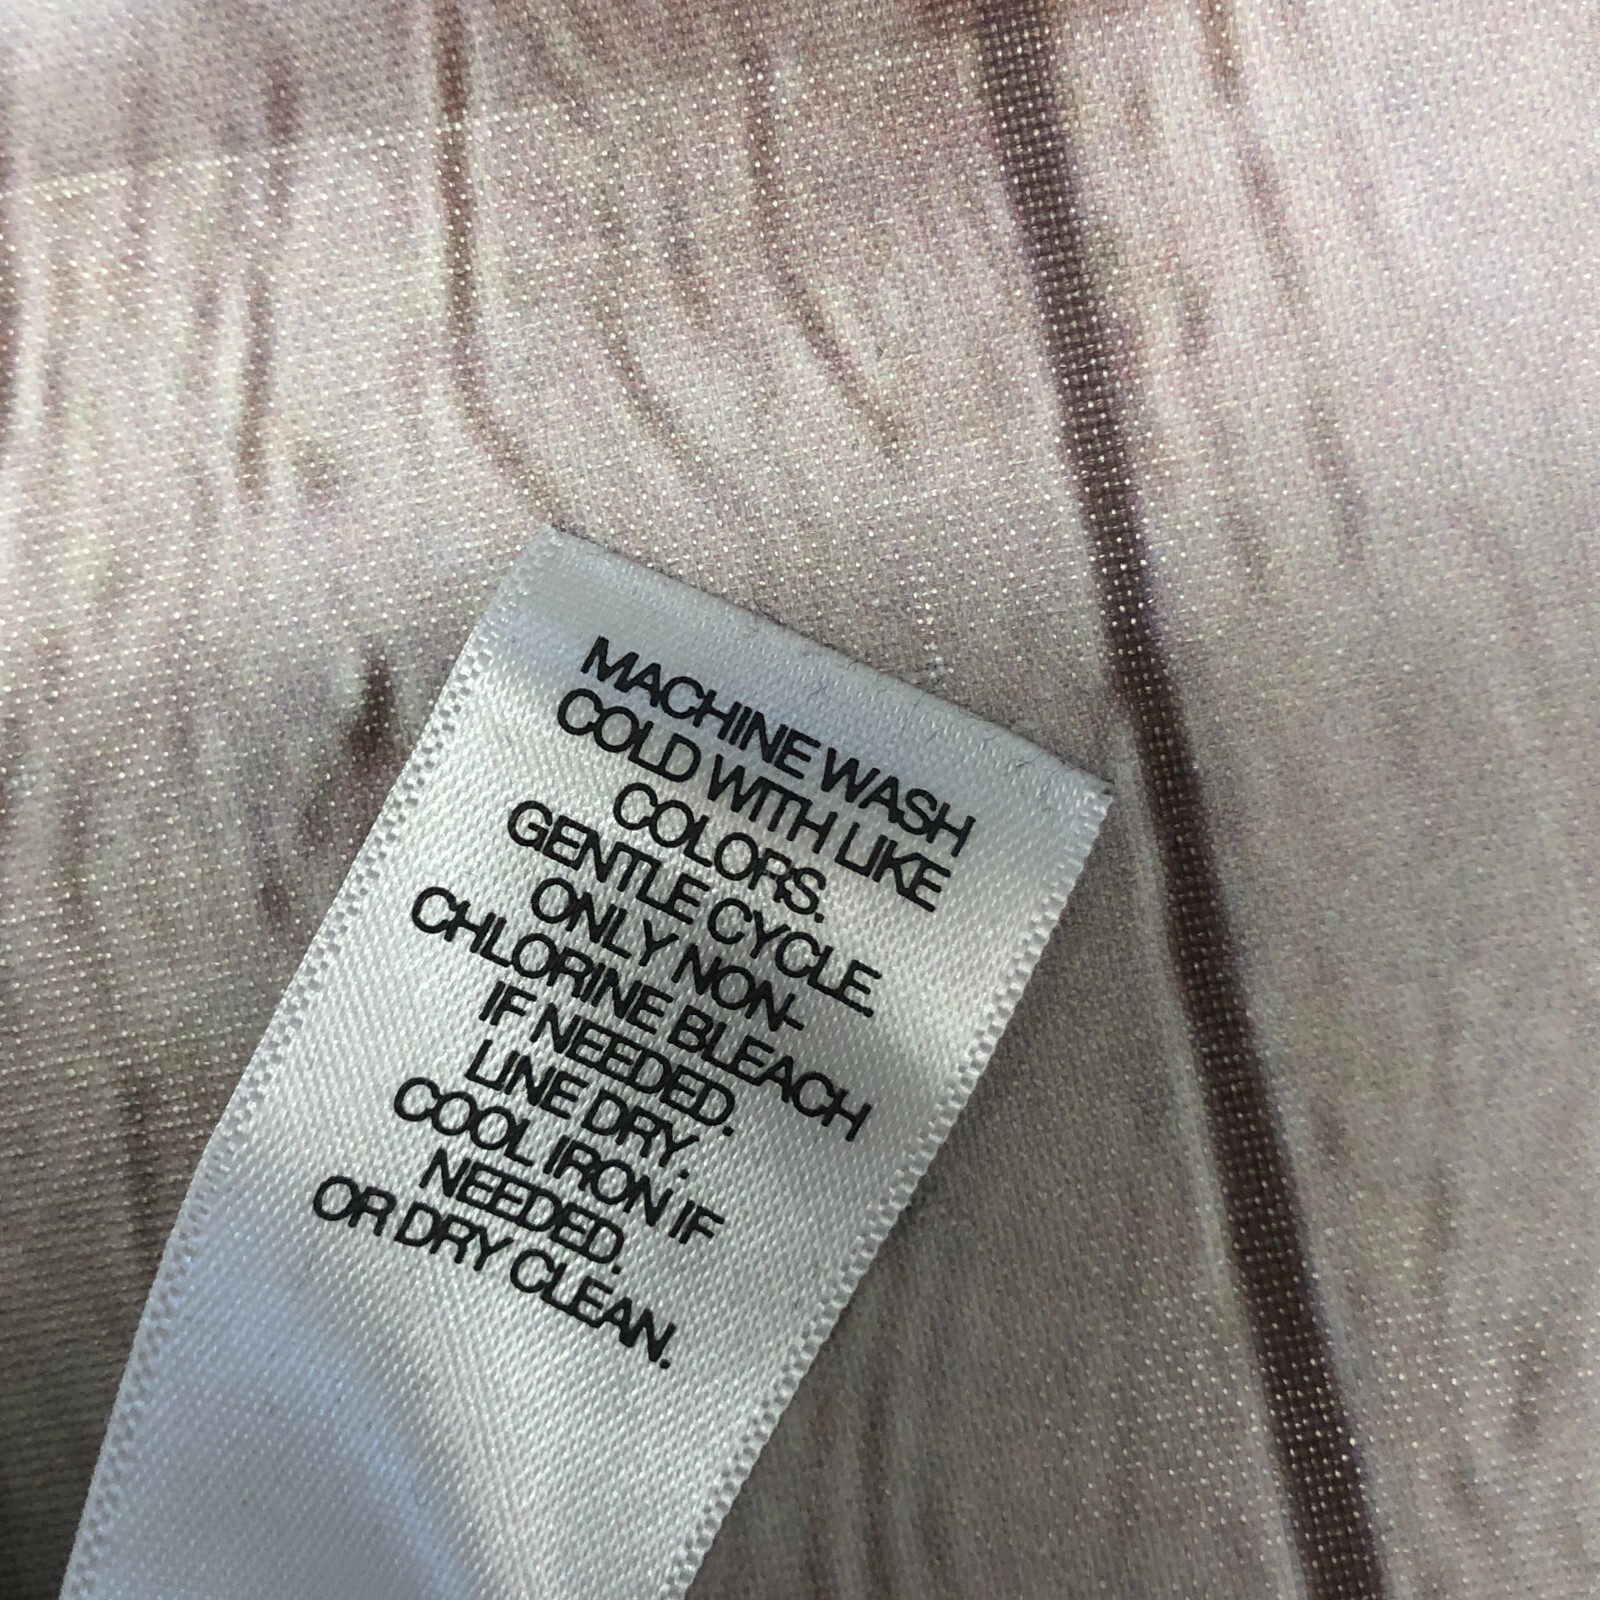 MACHINE WASH
COLD WITH LIKE
COLORS.
GENTLE CYCLE.
ONLY NON-
CHLORINE BLEACH
IF NEEDED.
LINE DRY.
COOL IRON IF
NEEDED.
OR DRY CLEAN.